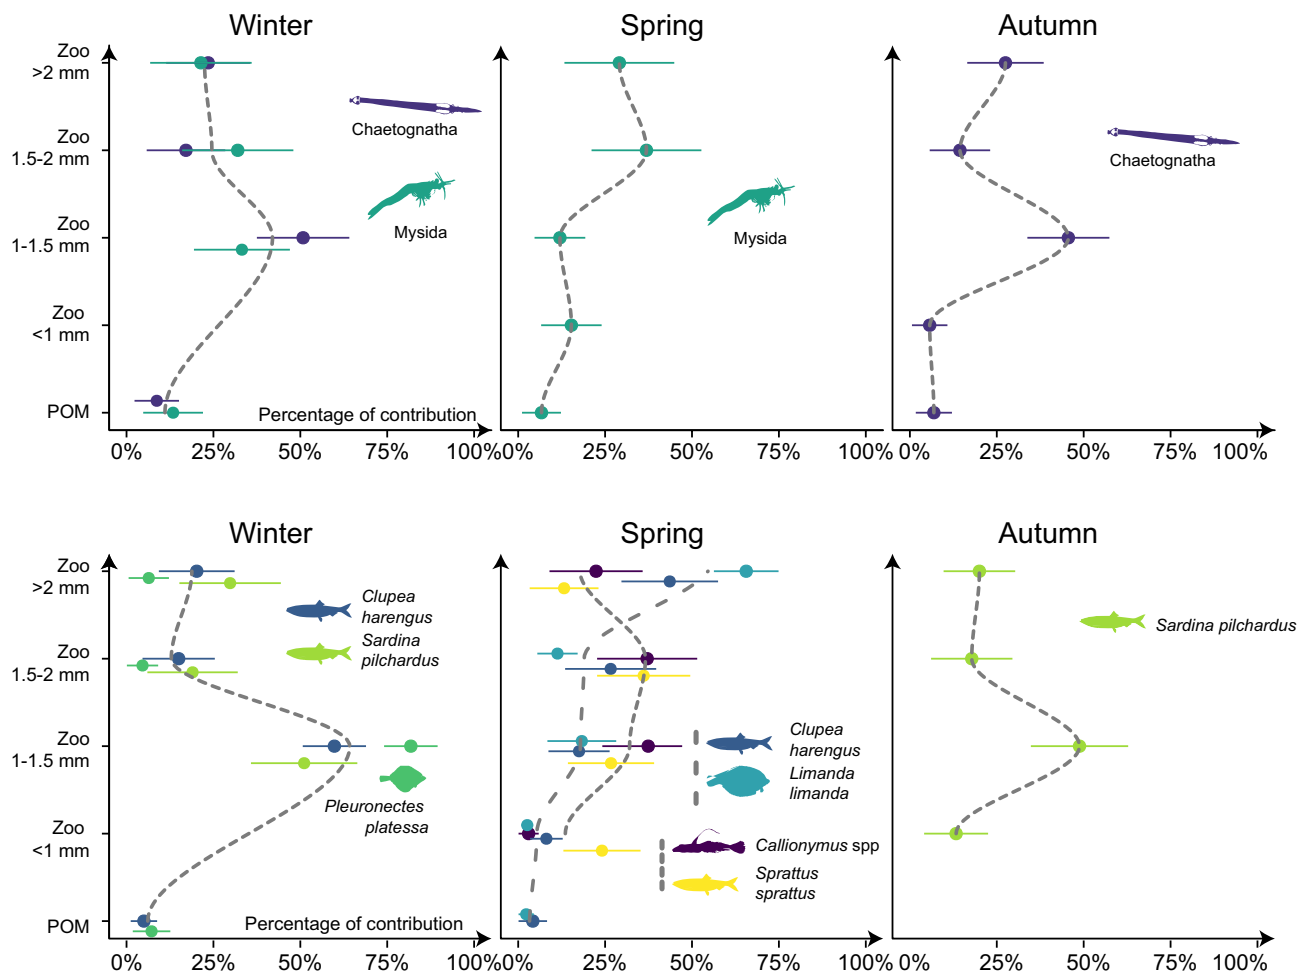 Winter
Spring
Autumn
Zoo
>2 mm
Zoo
1.5-2 mm
Zoo
1-1.5 mm
Zoo
<1 mm
POM
Chaetognatha
Mysida
Percentage of contribution
Mysida
Chaetognatha
0% 25% 50% 75% 100%
0% 25% 50% 75% 100%
0% 25% 50% 75% 100%
Winter
Spring
Autumn
Zoo
>2 mm
Zoo
1.5-2 mm
Zoo
1-1.5 mm
Zoo
<1 mm
POM
Clupea
harengus
Sardina
pilchardus
Pleuronectes
platessa
Percentage of contribution
Clupea
harengus
Limanda
limanda
Callionymus spp
Sprattus
sprattus
Sardina pilchardus
0% 25% 50% 75% 100%
0% 25% 50% 75% 100%
0% 25% 50% 75% 100%